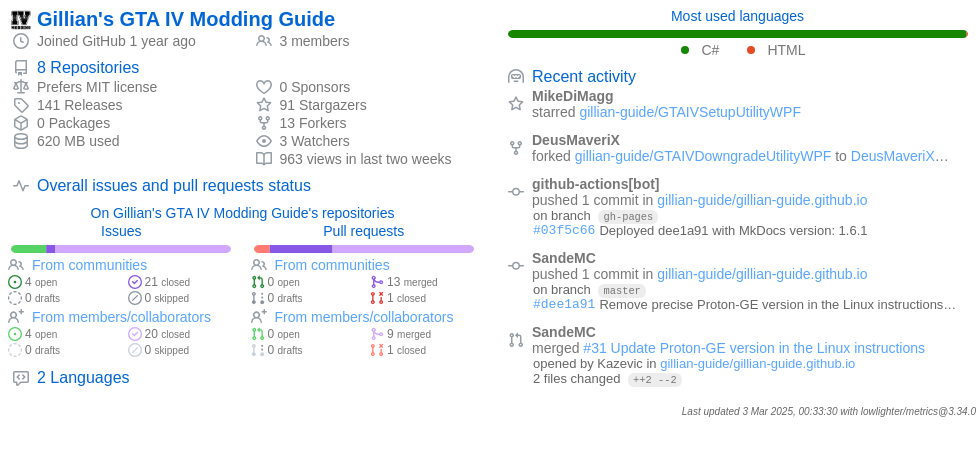 Gillian's GTA IV Modding Guide
Joined GitHub 1 year ago
3 members
8 Repositories
Prefers MIT license
0 Sponsors
141 Releases
91 Stargazers
0 Packages
13 Forkers
620 MB used
3 Watchers
963 views in last two weeks
Overall issues and pull requests status
On Gillian's GTA IV Modding Guide's repositories
Issues
From communities
4 open
21 closed
0 drafts
0 skipped
From members/collaborators
4 open
20 closed
0 drafts
0 skipped
Pull requests
From communities
0 open
13 merged
0 drafts
1 closed
From members/collaborators
0 open
9 merged
0 drafts
1 closed
2 Languages
Most used languages
C# HTML
Recent activity
MikeDiMagg
starred gillian-guide/GTAIVSetupUtilityWPF
DeusMaveriX
forked gillian-guide/GTAIVDowngradeUtilityWPF to DeusMaveriX…
github-actions[bot]
pushed 1 commit in gillian-guide/gillian-guide.github.io
on branch gh-pages
#03f5c66 Deployed dee1a91 with MkDocs version: 1.6.1
SandeMC
pushed 1 commit in gillian-guide/gillian-guide.github.io
on branch master
#dee1a91 Remove precise Proton-GE version in the Linux instructions…
SandeMC
merged #31 Update Proton-GE version in the Linux instructions
opened by Kazevic in gillian-guide/gillian-guide.github.io
2 files changed ++2 --2
Last updated 3 Mar 2025, 00:33:30 with lowlighter/metrics@3.34.0